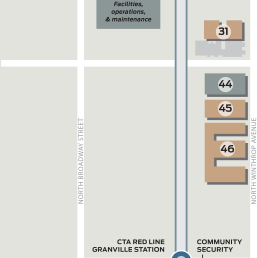 Facilities,
operations,
& maintenance
31
44
45
46
NORTH BROADWAY STREET
NORTH WINTHROP AVENUE
CTA RED LINE
GRANVILLE STATION
COMMUNITY
SECURITY